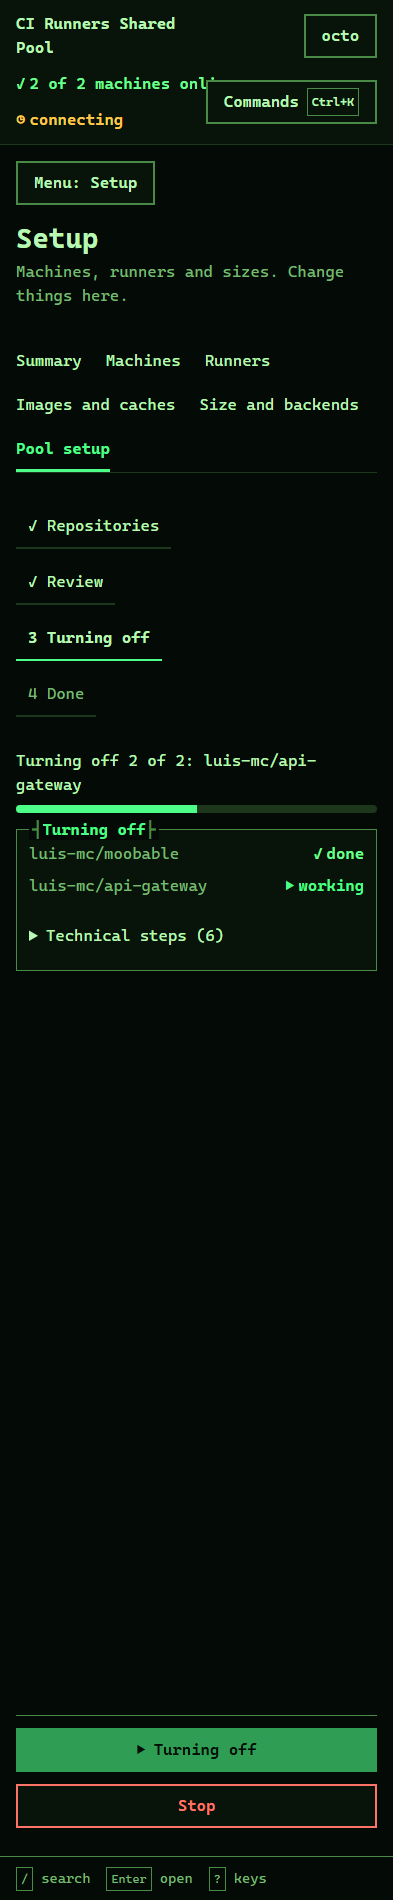 CI Runners Shared
Pool
octo
✓ 2 of 2 machines
Commands Ctrl+K
connecting
Menu: Setup
Setup
Machines, runners and sizes. Change
things here.
Summary Machines Runners
Images and caches Size and backends
Pool setup
✓ Repositories
✓ Review
3 Turning off
4 Done
Turning off 2 of 2: luis-mc/api-
gateway
Turning off
luis-mc/moobable ✓ done
luis-mc/api-gateway ▶ working
▶ Technical steps (6)
▶ Turning off
Stop
/ search Enter open ? keys